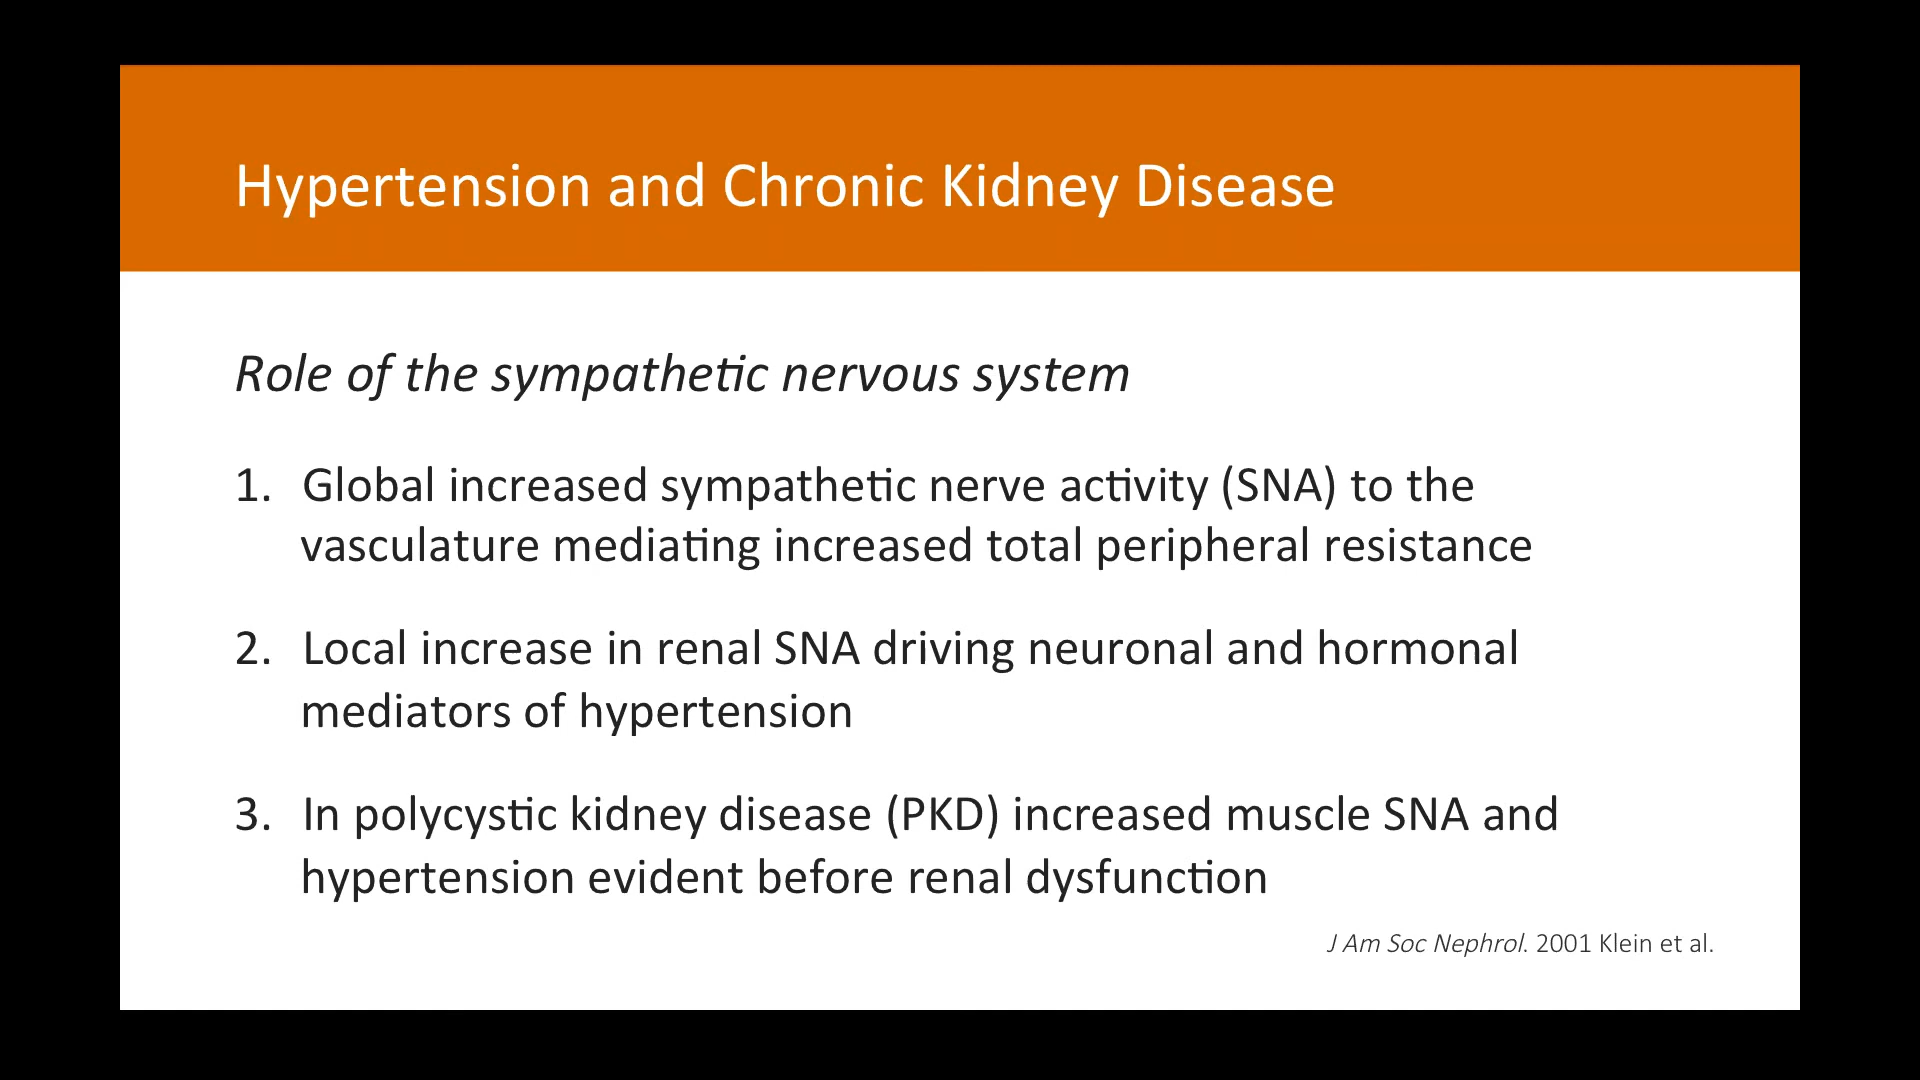 Hypertension and Chronic Kidney Disease
Role of the sympathetic nervous system
1. Global increased sympathetic nerve activity (SNA) to the
vasculature mediating increased total peripheral resistance
2. Local increase in renal SNA driving neuronal and hormonal
mediators of hypertension
3. In polycystic kidney disease (PKD) increased muscle SNA and
hypertension evident before renal dysfunction
J Am Soc Nephrol. 2001 Klein et al.